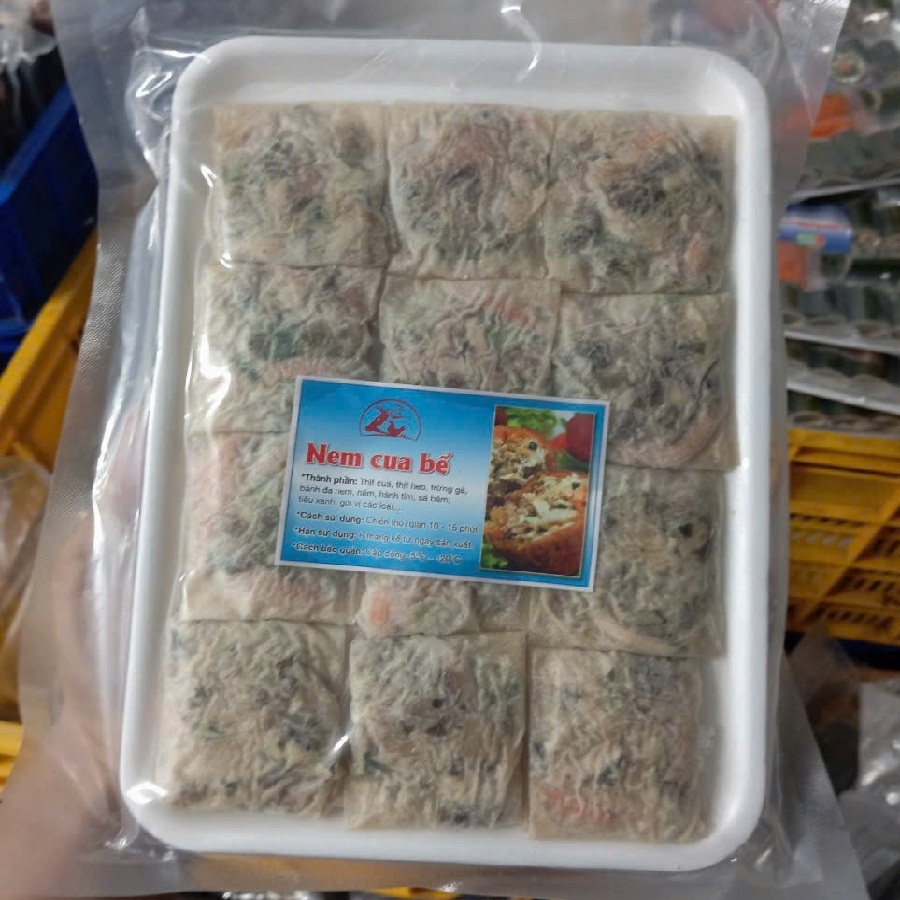 Nem cua bể
*Thành phần: Thịt cua, thịt heo, trứng gà,
bánh đa nem, nấm, hành tím, sả băm,
tiêu xanh, gia vị các loại...
*Cách sử dụng: Chiên thời gian 10 - 15 phút
*Hạn sử dụng: 6 tháng kể từ ngày sản xuất
*Cách bảo quản: Cấp đông